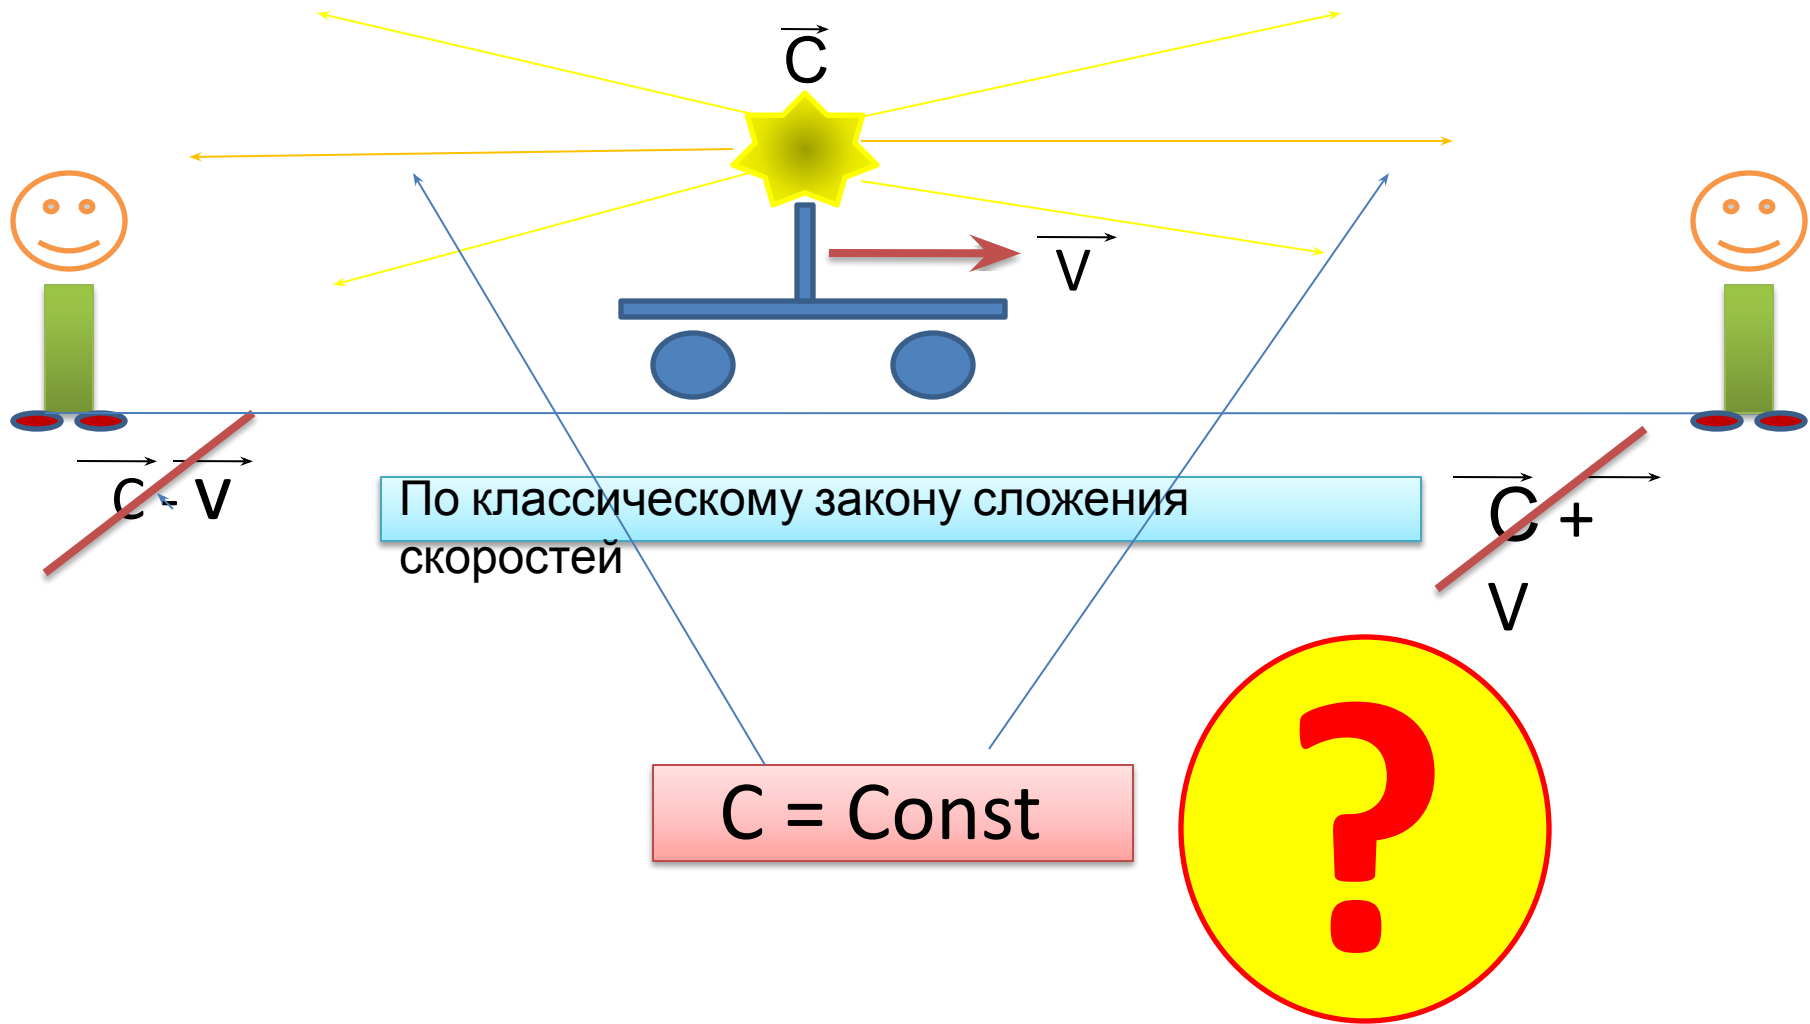 C
V
C - V
По классическому закону сложения
скоростей
C +
V
C = Const
?